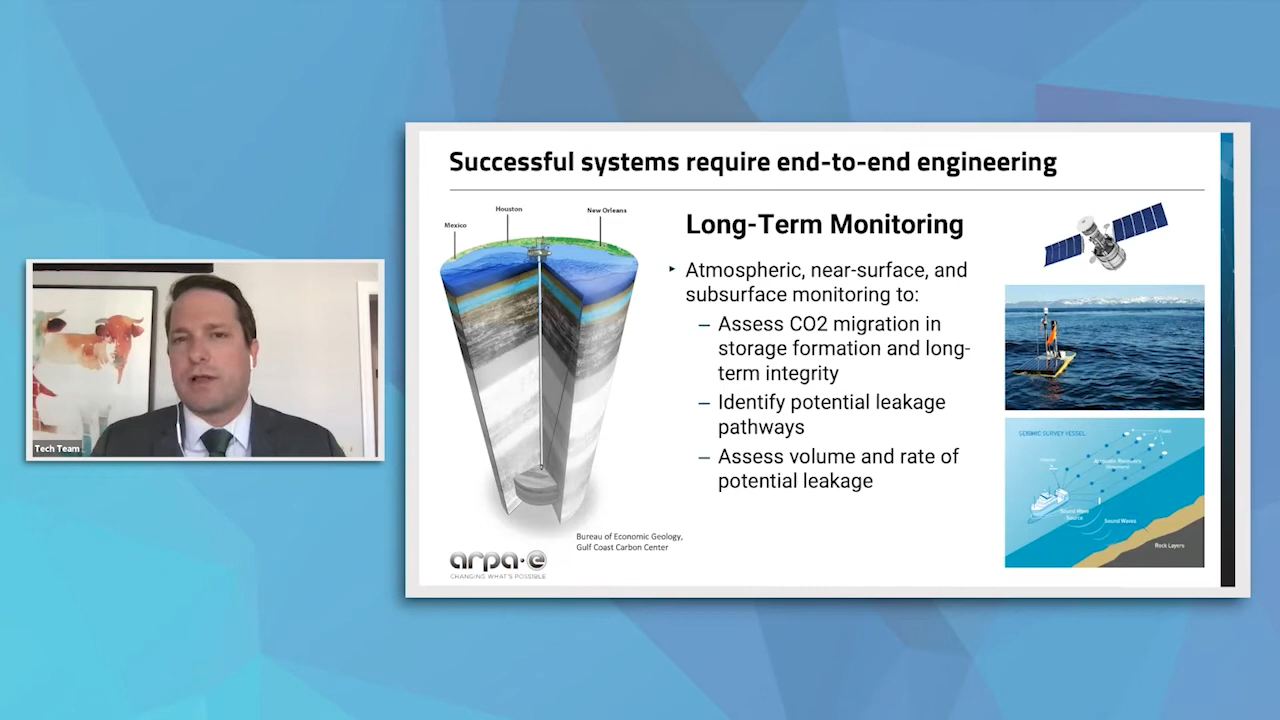 Successful systems require end-to-end engineering
Mexico
Houston
New Orleans
Long-Term Monitoring
Atmospheric, near-surface, and
subsurface monitoring to:
– Assess CO2 migration in
storage formation and long-
term integrity
– Identify potential leakage
pathways
– Assess volume and rate of
potential leakage
Bureau of Economic Geology,
Gulf Coast Carbon Center
arpa·e
CHANGING WHAT'S POSSIBLE
SEISMIC SURVEY VESSEL
Sound Wave
Source
Sound Waves
Rock Layers
Tech Team